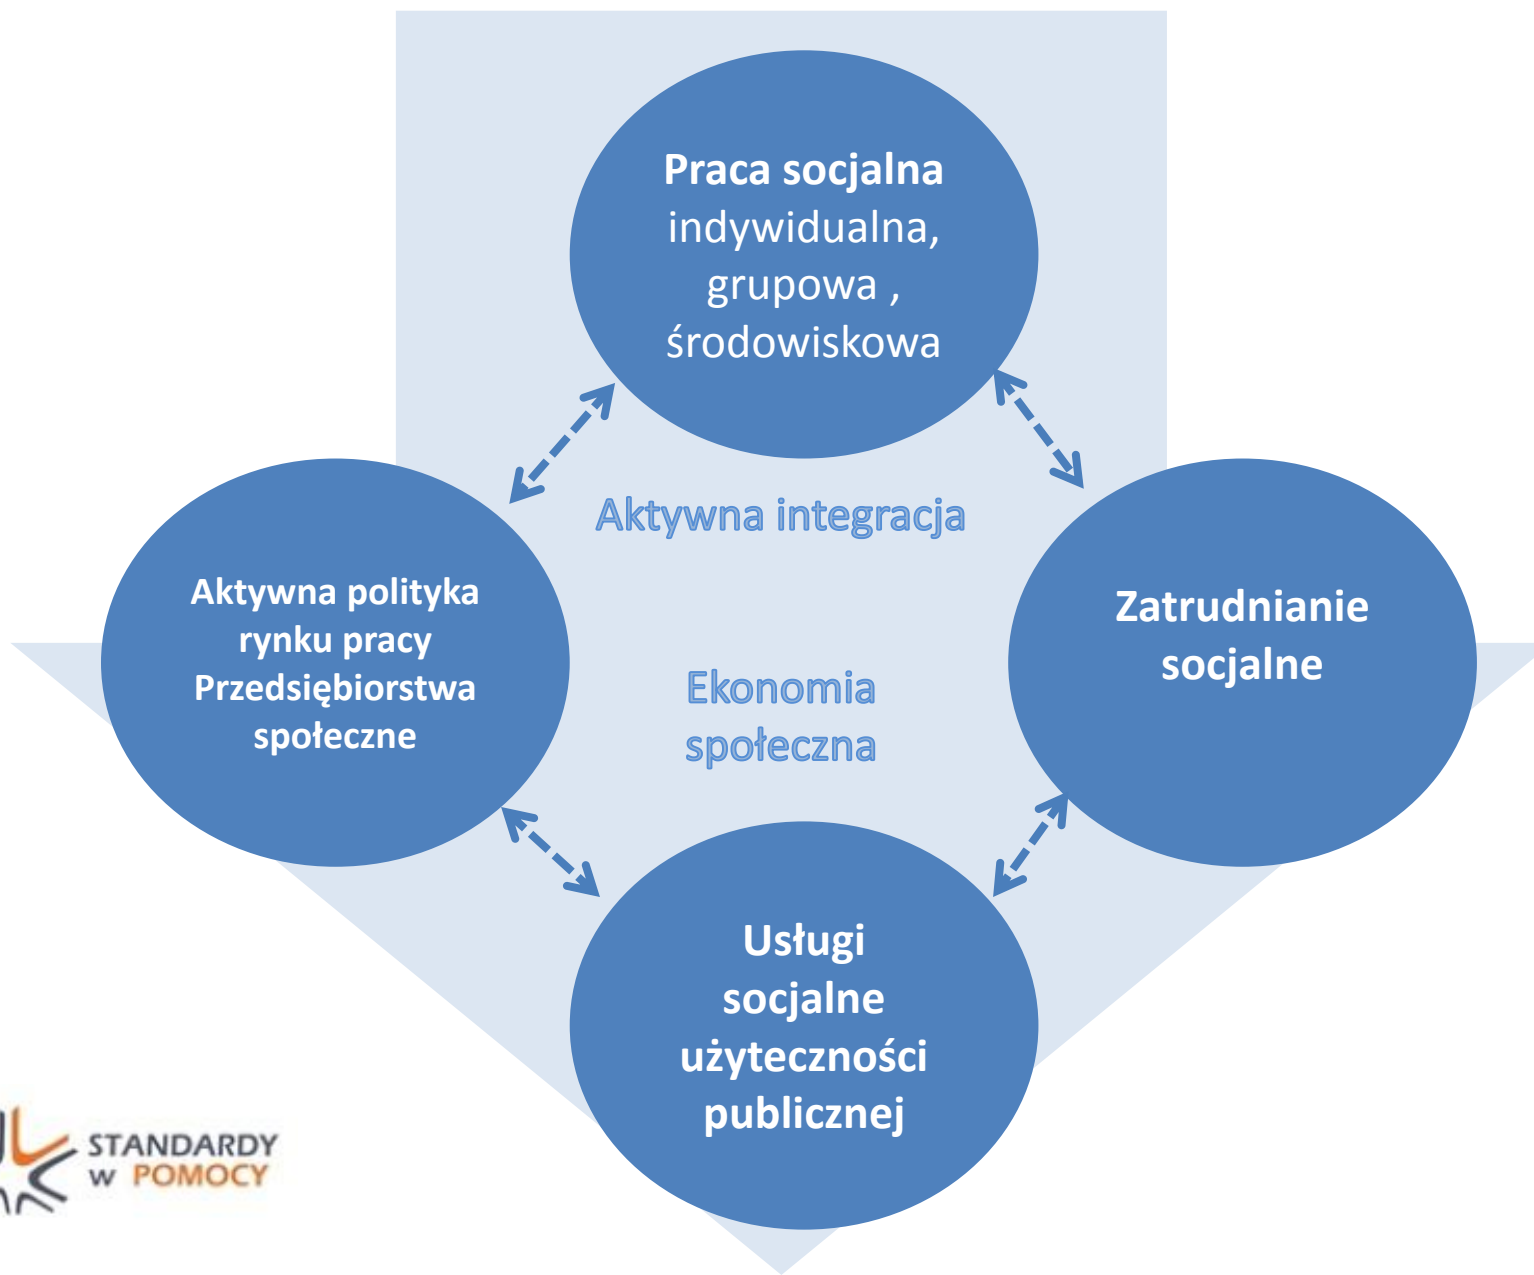 Praca socjalna
indywidualna,
grupowa ,
środowiskowa
Aktywna integracja
Aktywna polityka
rynku pracy
Przedsiębiorstwa
społeczne
Zatrudnianie
socjalne
Ekonomia
społeczna
Usługi
socjalne
użyteczności
publicznej
STANDARDY
W POMOCY